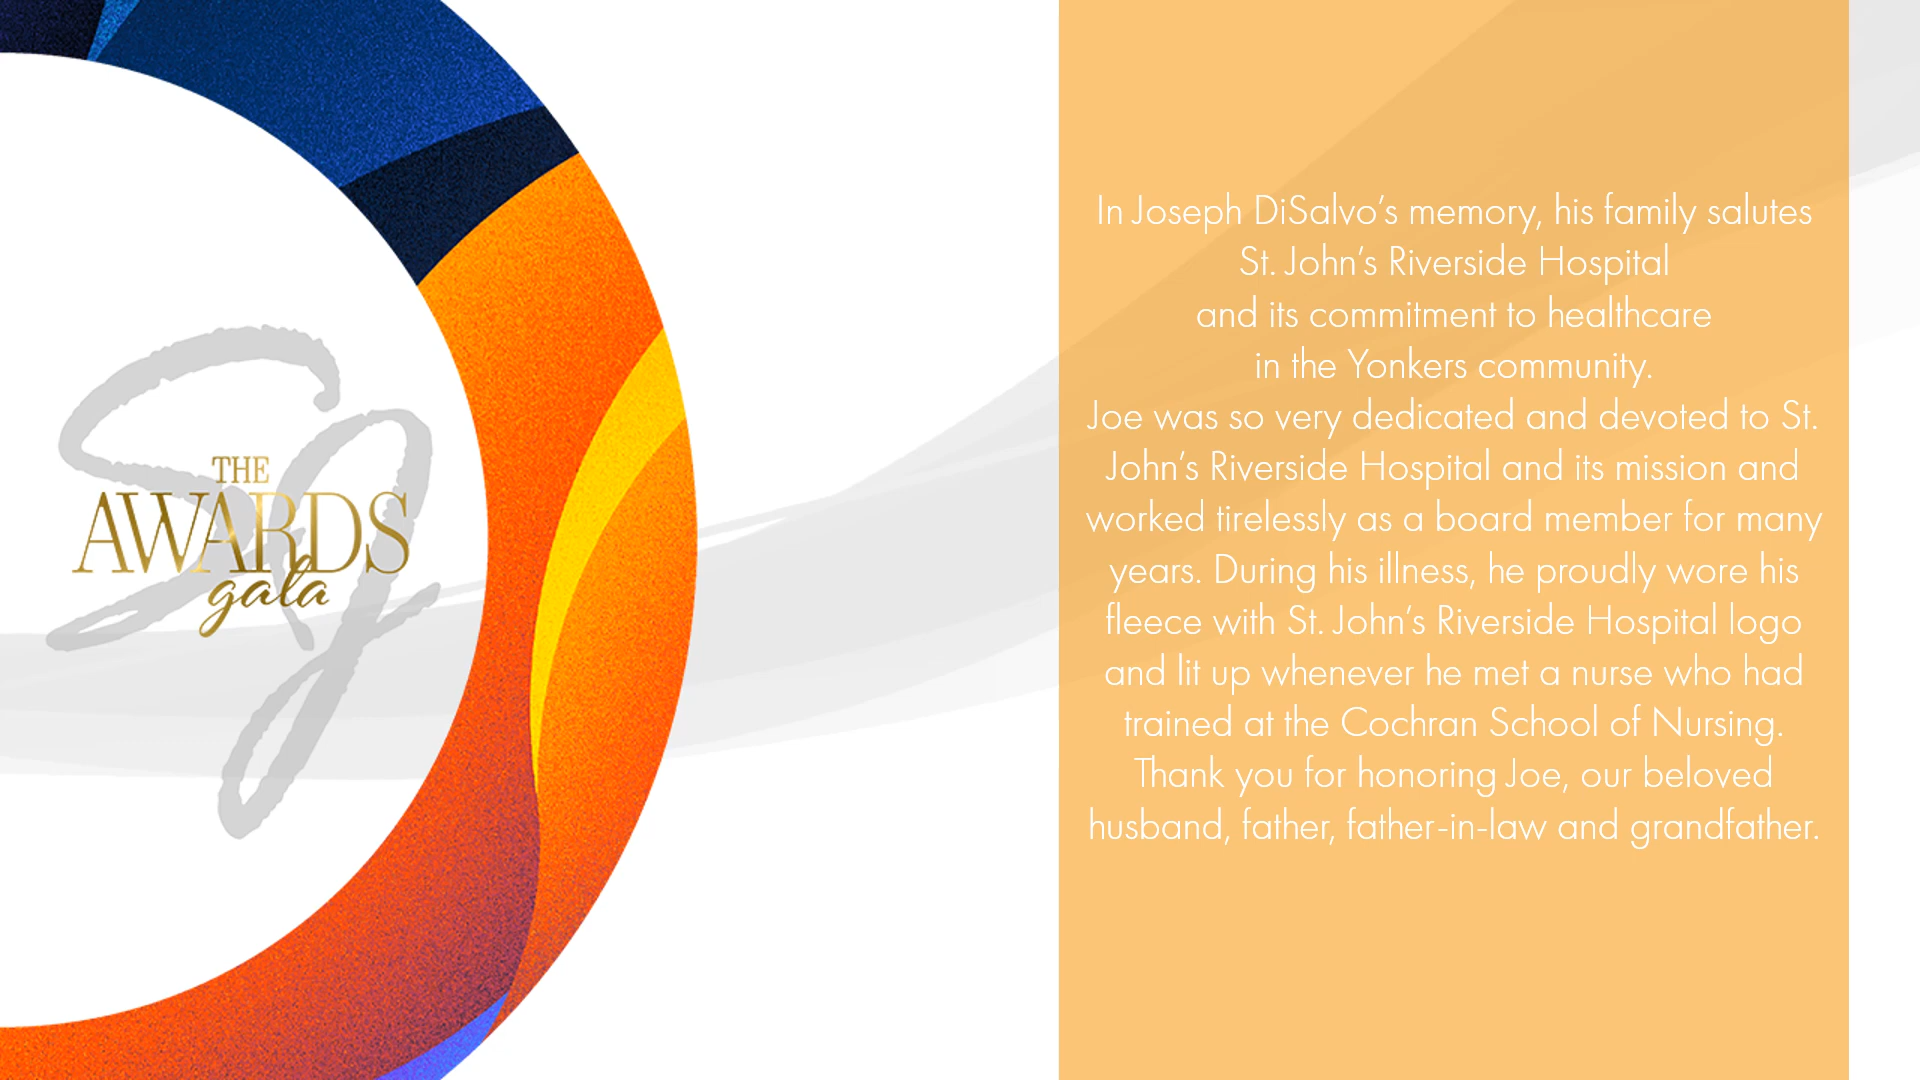 THE
AWARDS
gala
In Joseph DiSalvo’s memory, his family salutes
St. John’s Riverside Hospital
and its commitment to healthcare
in the Yonkers community.
Joe was so very dedicated and devoted to St.
John’s Riverside Hospital and its mission and
worked tirelessly as a board member for many
years. During his illness, he proudly wore his
fleece with St. John’s Riverside Hospital logo
and lit up whenever he met a nurse who had
trained at the Cochran School of Nursing.
Thank you for honoring Joe, our beloved
husband, father, father-in-law and grandfather.